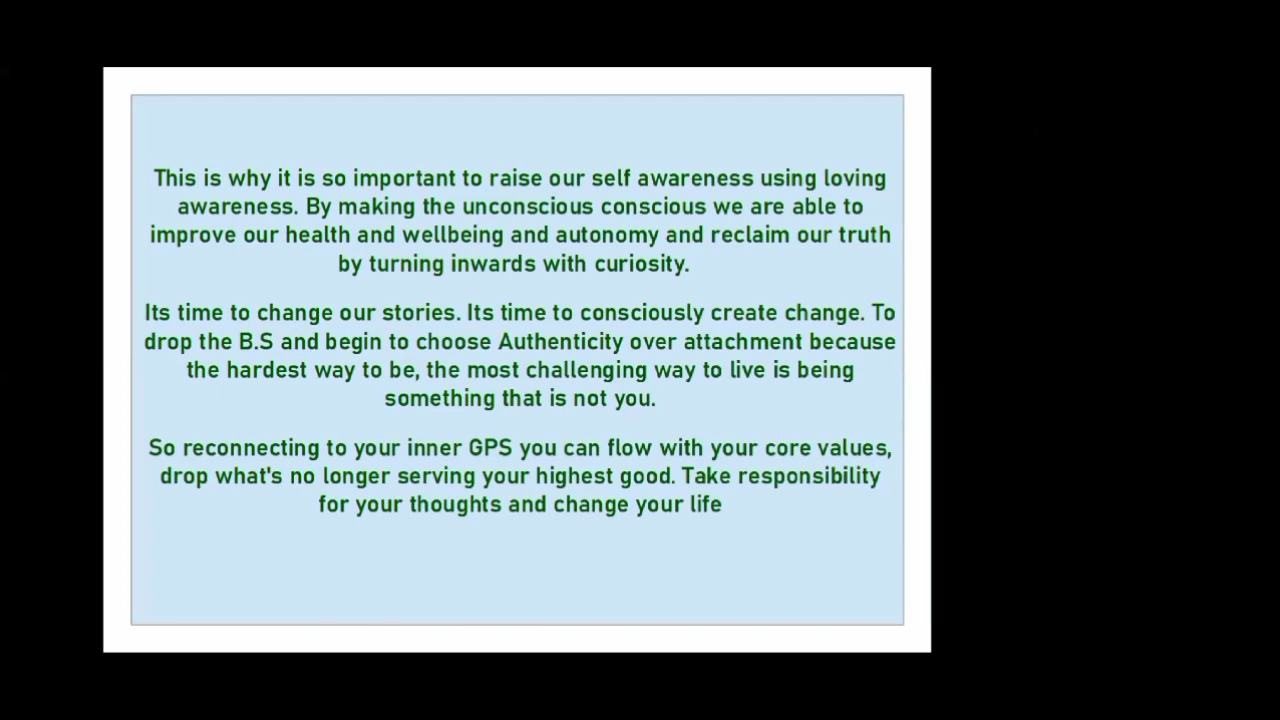 This is why it is so important to raise our self awareness using loving
awareness. By making the unconscious conscious we are able to
improve our health and wellbeing and autonomy and reclaim our truth
by turning inwards with curiosity.
Its time to change our stories. Its time to consciously create change. To
drop the B.S and begin to choose Authenticity over attachment because
the hardest way to be, the most challenging way to live is being
something that is not you.
So reconnecting to your inner GPS you can flow with your core values,
drop what's no longer serving your highest good. Take responsibility
for your thoughts and change your life